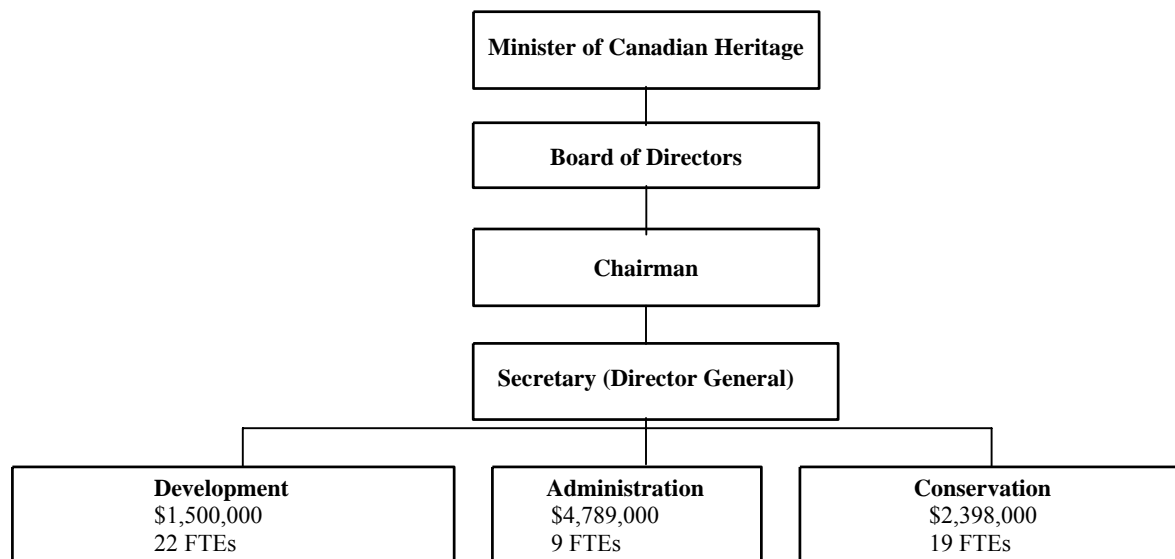 Minister of Canadian Heritage
Board of Directors
Chairman
Secretary (Director General)
Development
$1,500,000
22 FTEs
Administration
$4,789,000
9 FTEs
Conservation
$2,398,000
19 FTEs